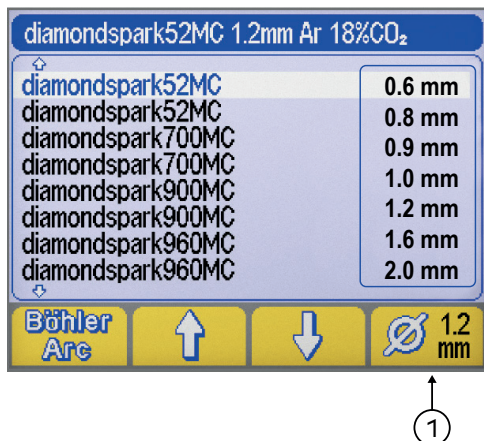 diamondspark52MC 1.2mm Ar 18%CO₂
diamondspark52MC
diamondspark52MC
diamondspark700MC
diamondspark700MC
diamondspark900MC
diamondspark900MC
diamondspark960MC
diamondspark960MC
0.6 mm
0.8 mm
0.9 mm
1.0 mm
1.2 mm
1.6 mm
2.0 mm
Böhler
Arc
Ø 1.2
mm
1